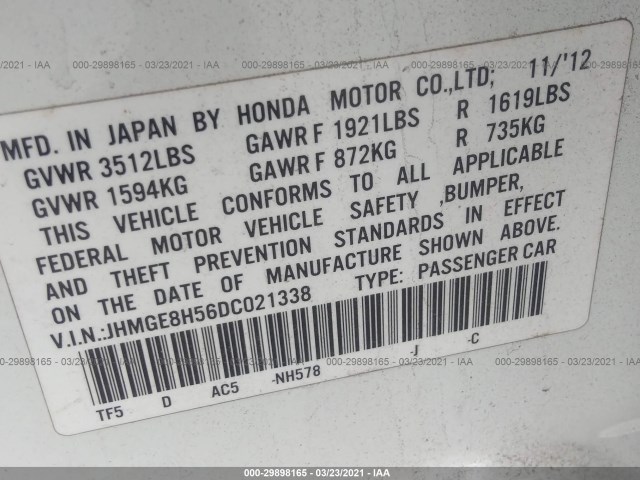 000-29898165 - 03/23/2021 - IAA
MFD. IN JAPAN BY HONDA MOTOR CO.,LTD; 11/'12
GVWR 3512LBS GAWR F 1921LBS R 1619LBS
GVWR 1594KG GAWR F 872KG R 735KG
THIS VEHICLE CONFORMS TO ALL APPLICABLE
FEDERAL MOTOR VEHICLE SAFETY ,BUMPER,
AND THEFT PREVENTION STANDARDS IN EFFECT
ON THE DATE OF MANUFACTURE SHOWN ABOVE.
V.I.N.:JHMGE8H56DC021338 TYPE: PASSENGER CAR
TF5 D AC5 -NH578 -J -C
000-29898165 - 03/23/2021 - IAA